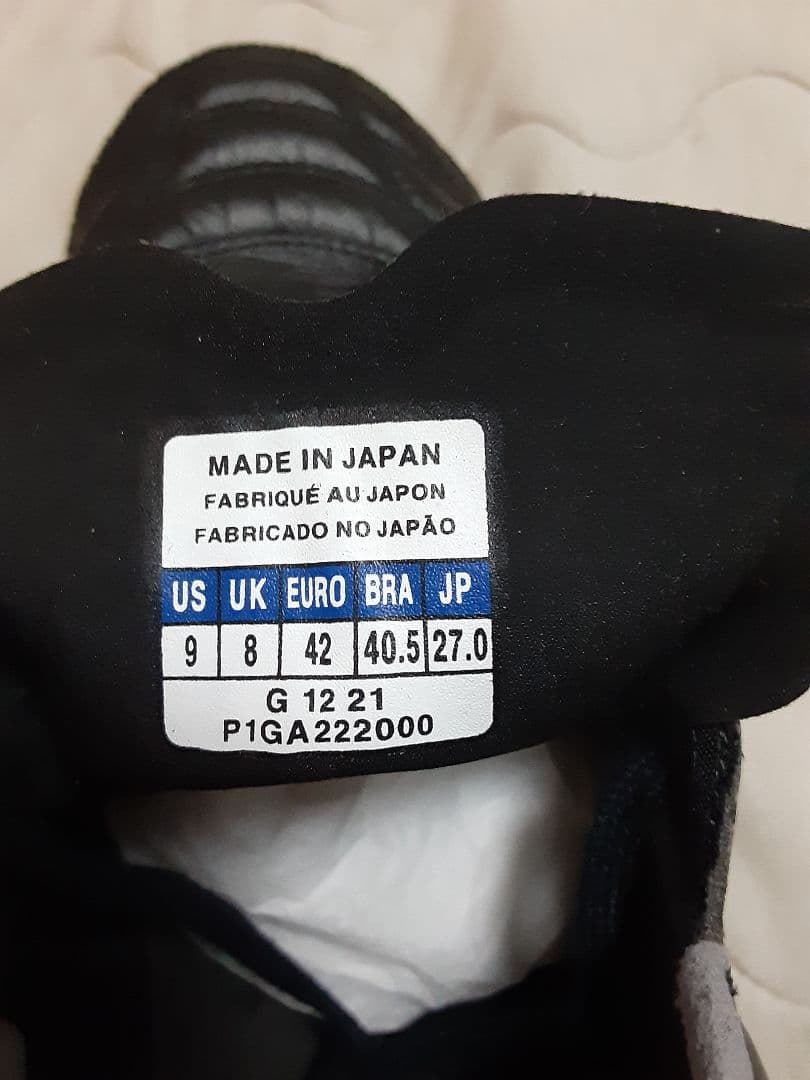 MADE IN JAPAN
FABRIQUÉ AU JAPON
FABRICADO NO JAPÃO
US UK EURO BRA JP
9 8 42 40.5 27.0
G 12 21
P1GA222000